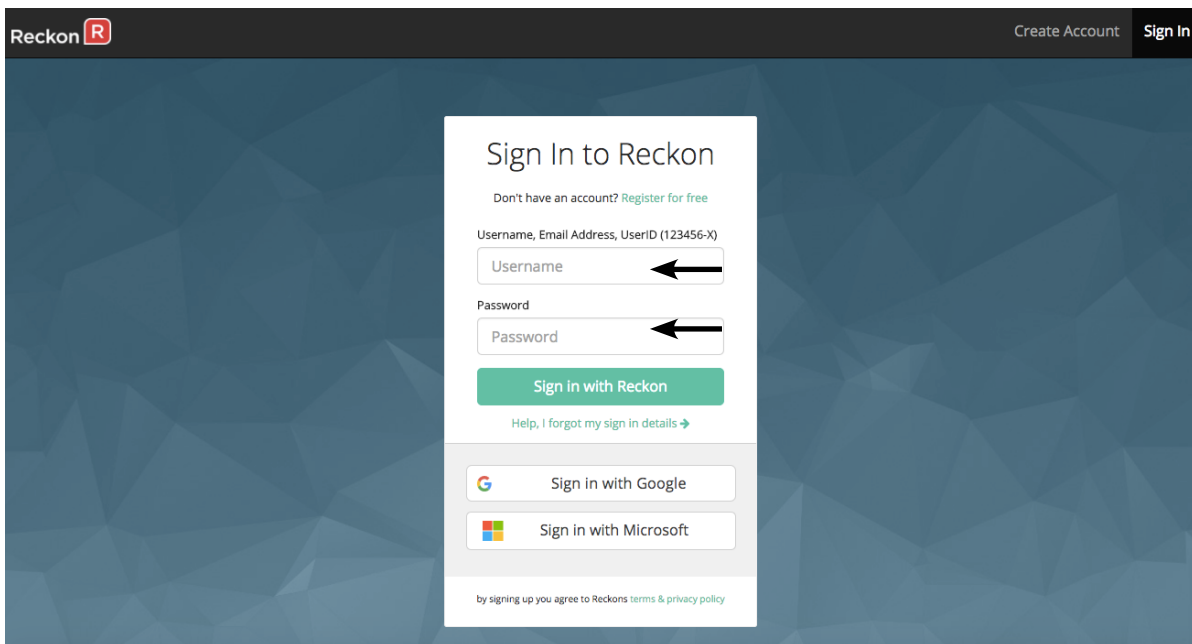 Reckon R
Create Account
Sign In
Sign In to Reckon
Don't have an account? Register for free
Username, Email Address, UserID (123456-X)
Username
Password
Password
Sign in with Reckon
Help, I forgot my sign in details →
Sign in with Google
Sign in with Microsoft
by signing up you agree to Reckons terms & privacy policy